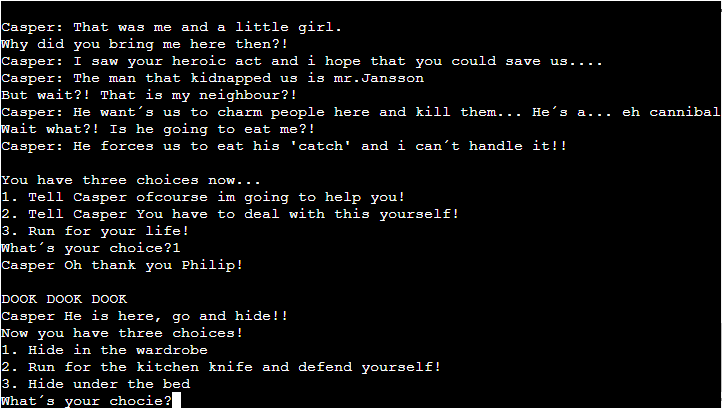 Casper: That was me and a little girl.
Why did you bring me here then?!
Casper: I saw your heroic act and i hope that you could save us....
Casper: The man that kidnapped us is mr.Jansson
But wait?! That is my neighbour?!
Casper: He want´s us to charm people here and kill them... He´s a... eh cannibal
Wait what?! Is he going to eat me?!
Casper: He forces us to eat his 'catch' and i can´t handle it!!
You have three choices now...
1. Tell Casper ofcourse im going to help you!
2. Tell Casper You have to deal with this yourself!
3. Run for your life!
What´s your choice?1
Casper Oh thank you Philip!
DOOK DOOK DOOK
Casper He is here, go and hide!!
Now you have three choices!
1. Hide in the wardrobe
2. Run for the kitchen knife and defend yourself!
3. Hide under the bed
What´s your chocie?